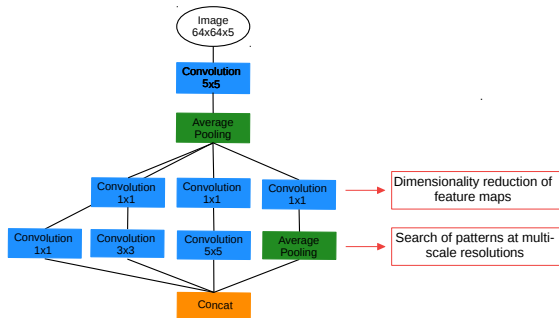 Image
64x64x5
Convolution
5x5
Average
Pooling
Convolution
1x1
Convolution
1x1
Convolution
1x1
Dimensionality reduction of
feature maps
Convolution
1x1
Convolution
3x3
Convolution
5x5
Average
Pooling
Search of patterns at multi-
scale resolutions
Concat